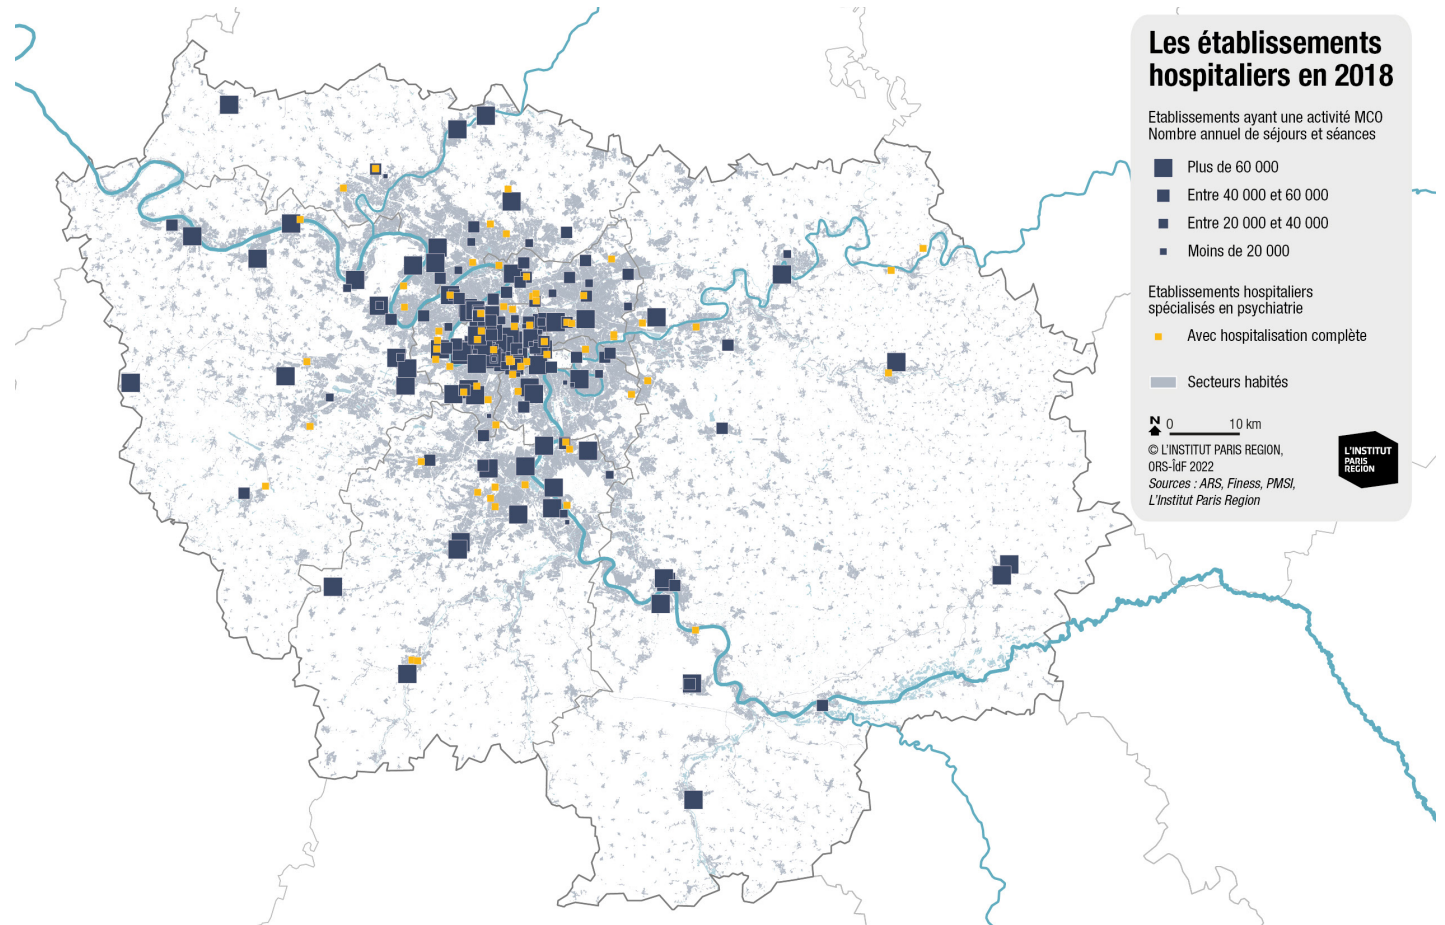 Les établissements
hospitaliers en 2018
Etablissements ayant une activité MCO
Nombre annuel de séjours et séances
Plus de 60 000
Entre 40 000 et 60 000
Entre 20 000 et 40 000
Moins de 20 000
Etablissements hospitaliers
spécialisés en psychiatrie
Avec hospitalisation complète
Secteurs habités
N 0 10 km
© L'INSTITUT PARIS REGION,
ORS-ÎdF 2022
Sources : ARS, Finess, PMSI,
L'Institut Paris Region
L'INSTITUT
PARIS
REGION